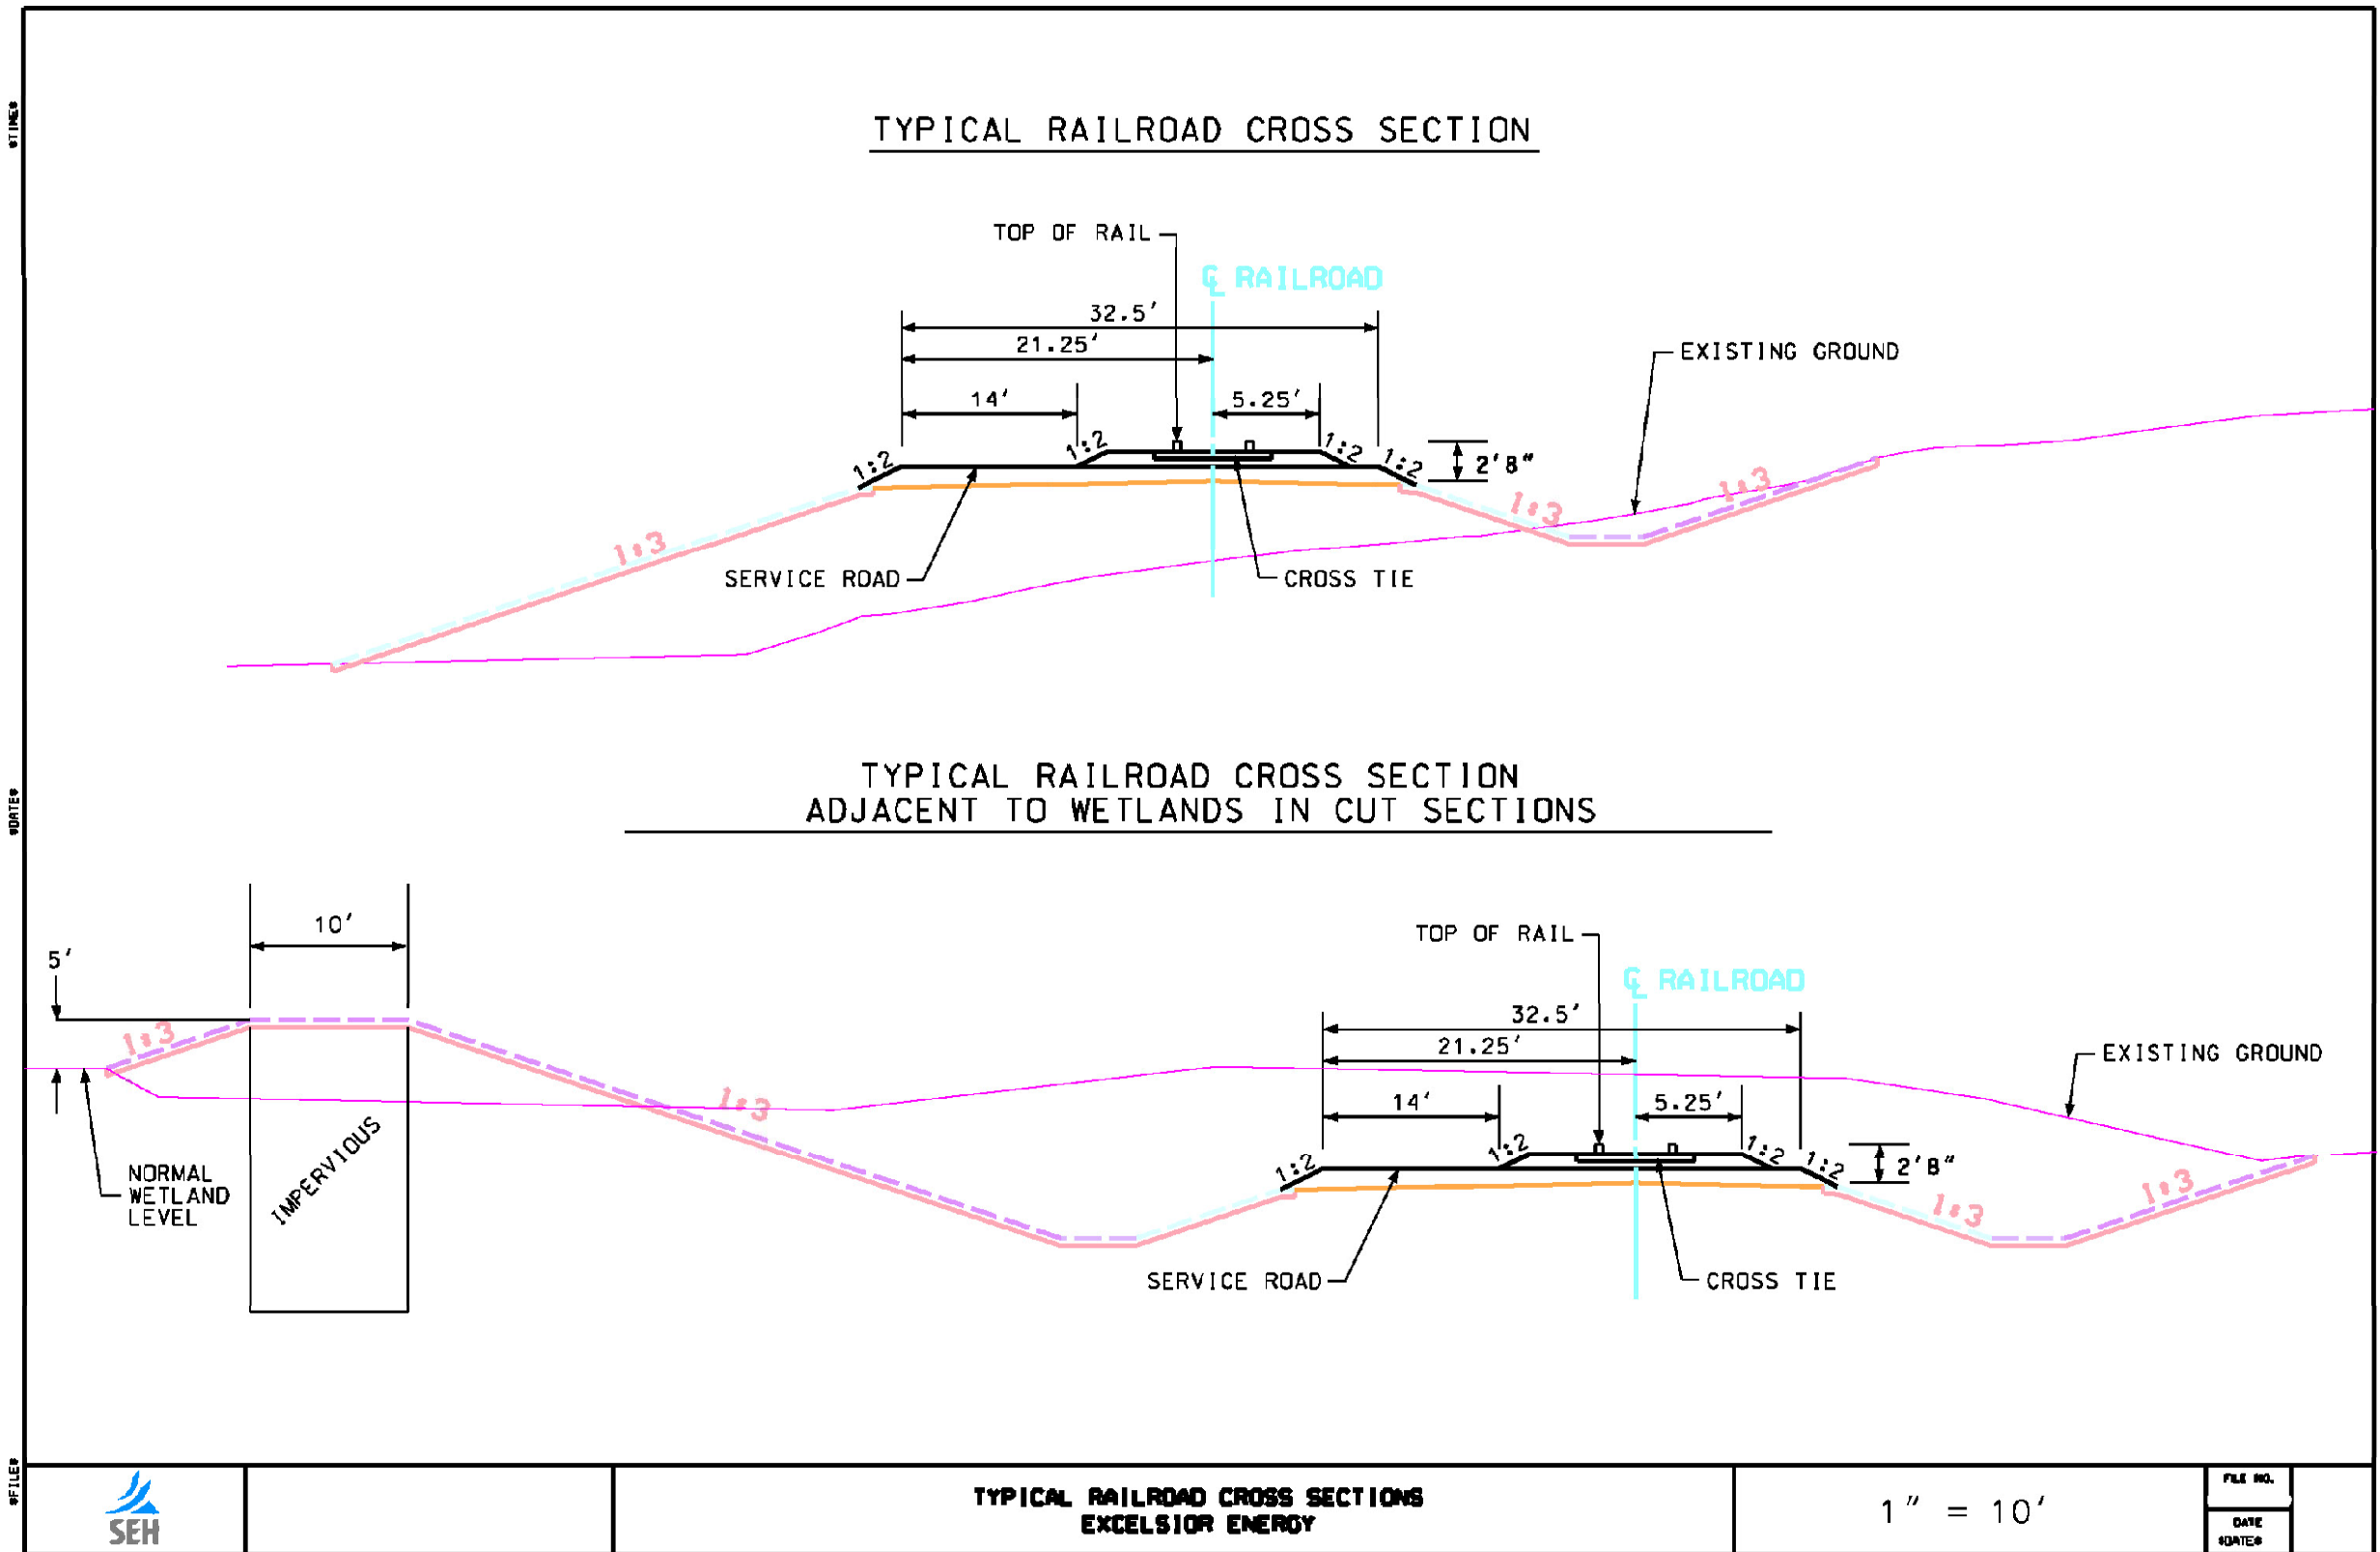 $TIME$
TYPICAL RAILROAD CROSS SECTION
TOP OF RAIL
℄ RAILROAD
32.5'
21.25'
EXISTING GROUND
14'
5.25'
1:2
1:2
1:2
1:2
2'8"
1:3
1:3
1:3
SERVICE ROAD
CROSS TIE
$DATE$
TYPICAL RAILROAD CROSS SECTION
ADJACENT TO WETLANDS IN CUT SECTIONS
10'
5'
TOP OF RAIL
℄ RAILROAD
32.5'
21.25'
EXISTING GROUND
14'
5.25'
1:3
1:3
1:2
1:2
1:2
1:2
2'8"
1:3
1:3
NORMAL
WETLAND
LEVEL
IMPERVIOUS
SERVICE ROAD
CROSS TIE
$FILE$
SEH
TYPICAL RAILROAD CROSS SECTIONS
EXCELSIOR ENERGY
1" = 10'
FILE NO.
DATE
$DATE$